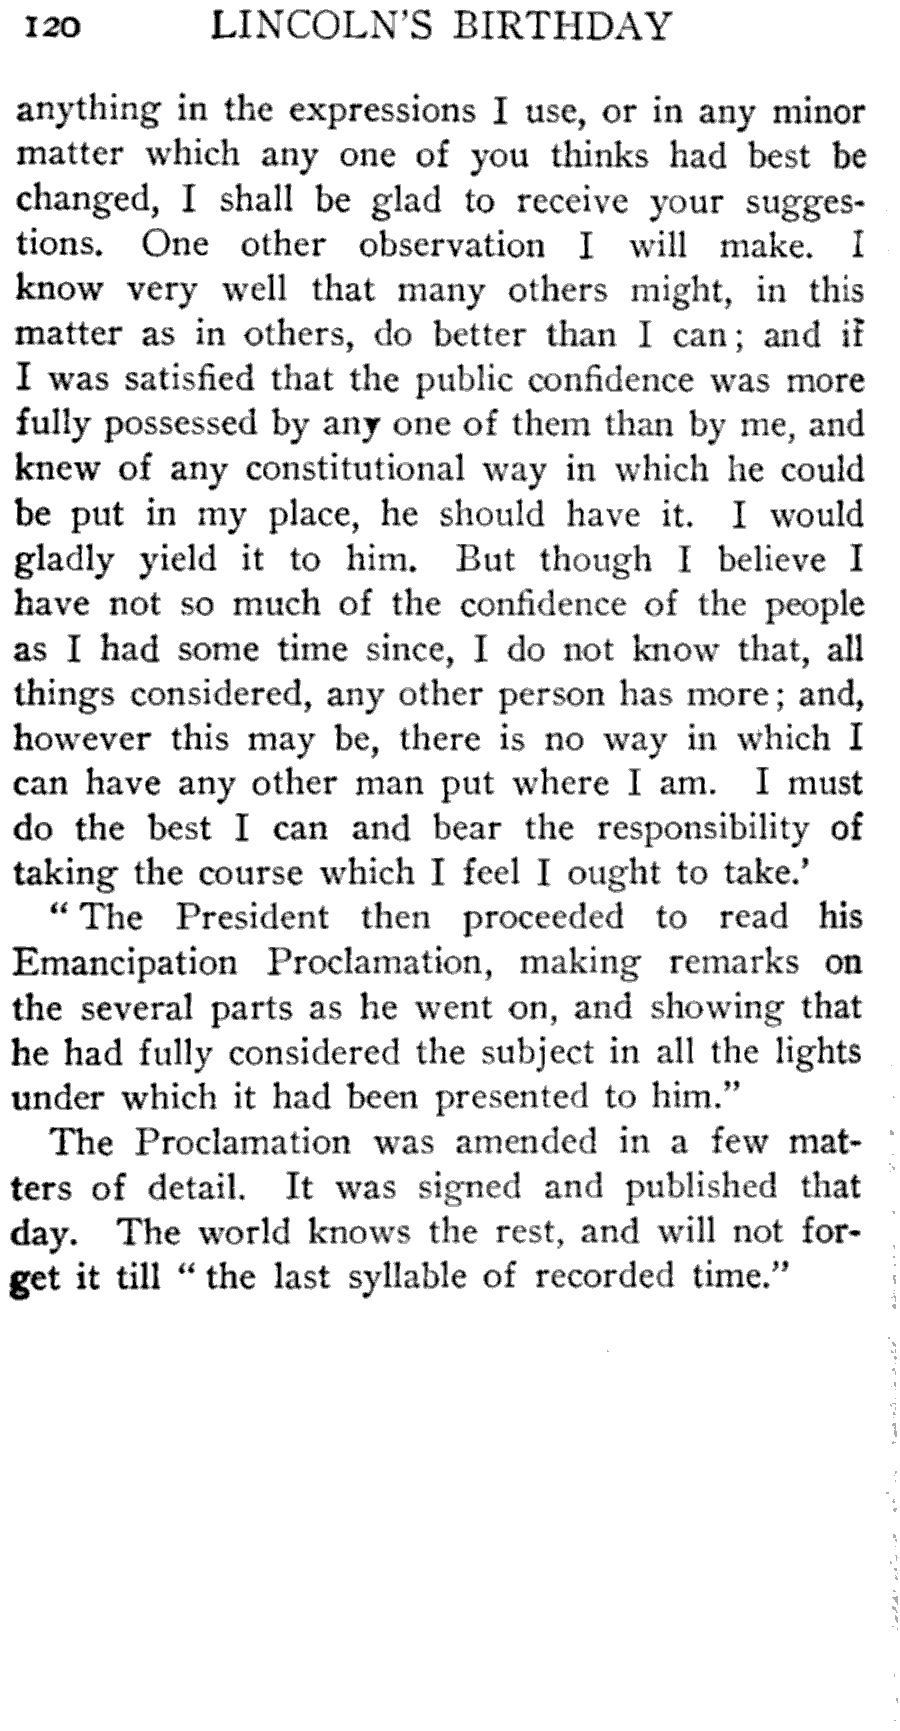 120 LINCOLN'S BIRTHDAY
anything in the expressions I use, or in any minor
matter which any one of you thinks had best be
changed, I shall be glad to receive your sugges-
tions. One other observation I will make. I
know very well that many others might, in this
matter as in others, do better than I can; and if
I was satisfied that the public confidence was more
fully possessed by any one of them than by me, and
knew of any constitutional way in which he could
be put in my place, he should have it. I would
gladly yield it to him. But though I believe I
have not so much of the confidence of the people
as I had some time since, I do not know that, all
things considered, any other person has more; and,
however this may be, there is no way in which I
can have any other man put where I am. I must
do the best I can and bear the responsibility of
taking the course which I feel I ought to take.'
"The President then proceeded to read his
Emancipation Proclamation, making remarks on
the several parts as he went on, and showing that
he had fully considered the subject in all the lights
under which it had been presented to him."
The Proclamation was amended in a few mat-
ters of detail. It was signed and published that
day. The world knows the rest, and will not for-
get it till "the last syllable of recorded time."